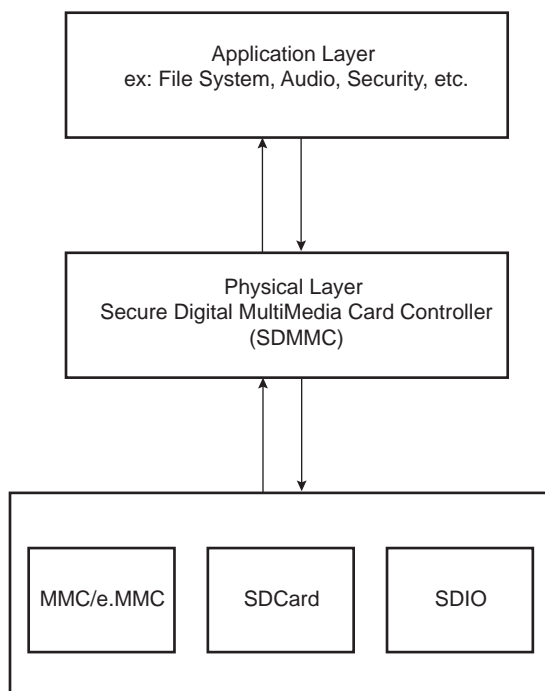 Application Layer
ex: File System, Audio, Security, etc.
Physical Layer
Secure Digital MultiMedia Card Controller
(SDMMC)
MMC/e.MMC
SDCard
SDIO